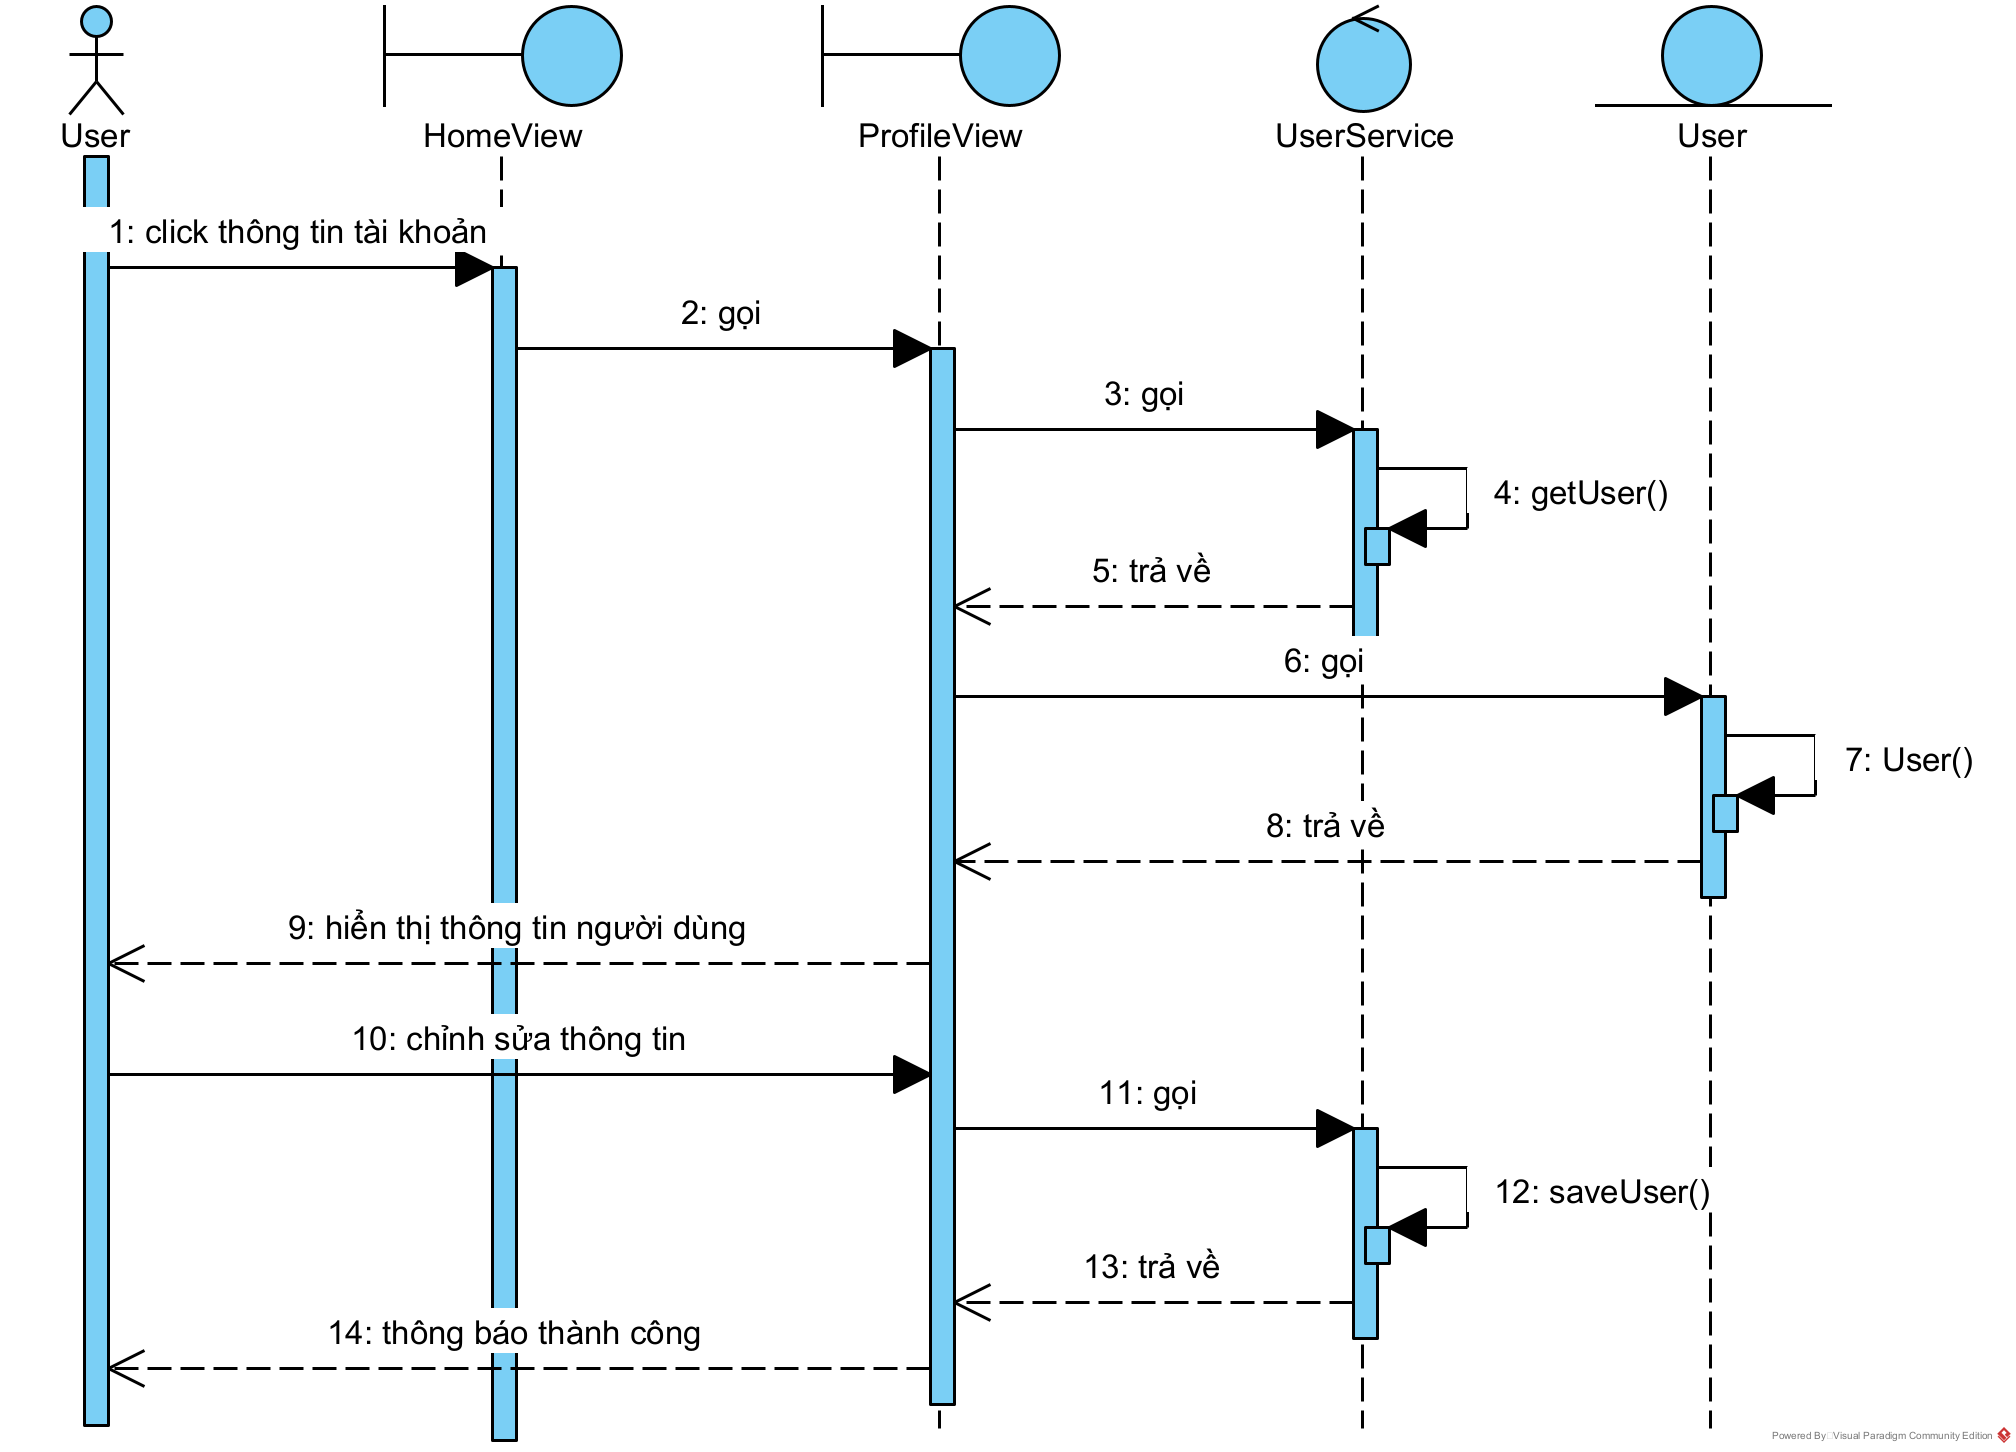 User
HomeView
ProfileView
UserService
User
1: click thông tin tài khoản
2: gọi
3: gọi
4: getUser()
5: trả về
6: gọi
7: User()
8: trả về
9: hiển thị thông tin người dùng
10: chỉnh sửa thông tin
11: gọi
12: saveUser()
13: trả về
14: thông báo thành công
Powered By Visual Paradigm Community Edition